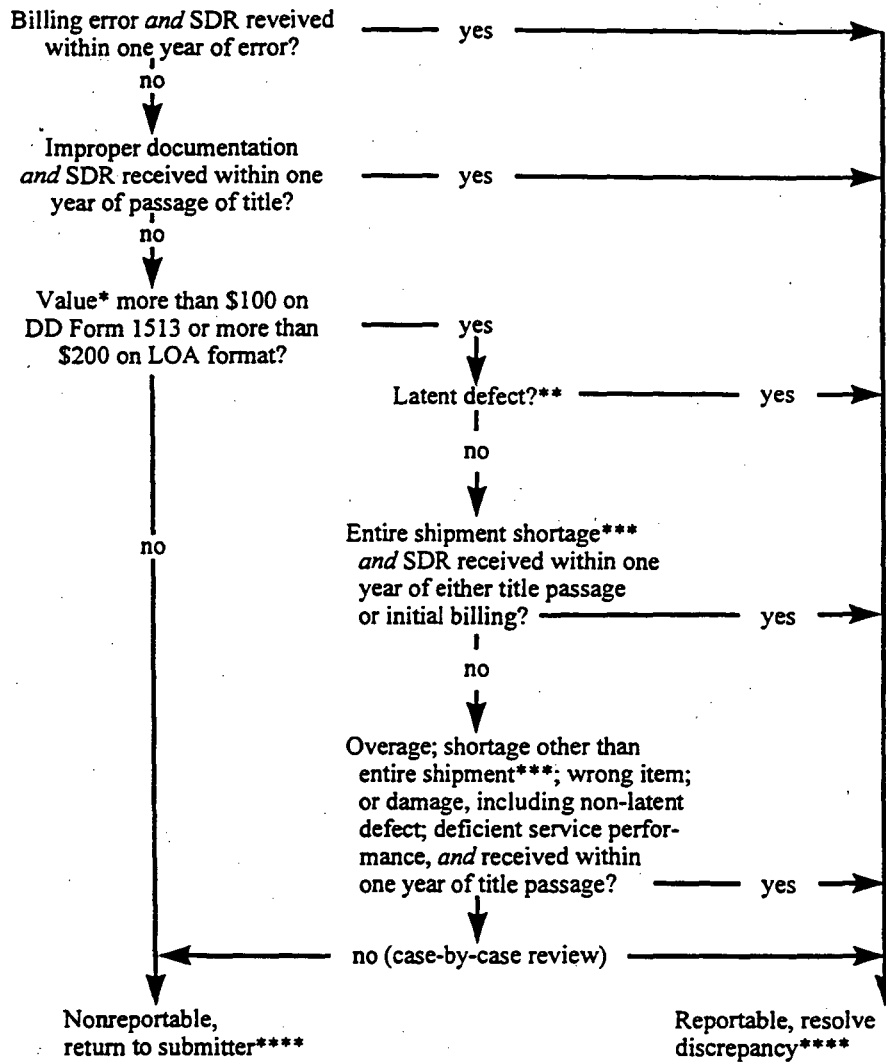 Billing error and SDR reveived
within one year of error?
yes
no
Improper documentation
and SDR received within one
year of passage of title?
yes
no
Value* more than $100 on
DD Form 1513 or more than
$200 on LOA format?
yes
Latent defect?**
yes
no
no
Entire shipment shortage***
and SDR received within one
year of either title passage
or initial billing?
yes
no
Overage; shortage other than
entire shipment***; wrong item;
or damage, including non-latent
defect; deficient service perfor-
mance, and received within
one year of title passage?
yes
no (case-by-case review)
Nonreportable,
return to submitter****
Reportable, resolve
discrepancy****